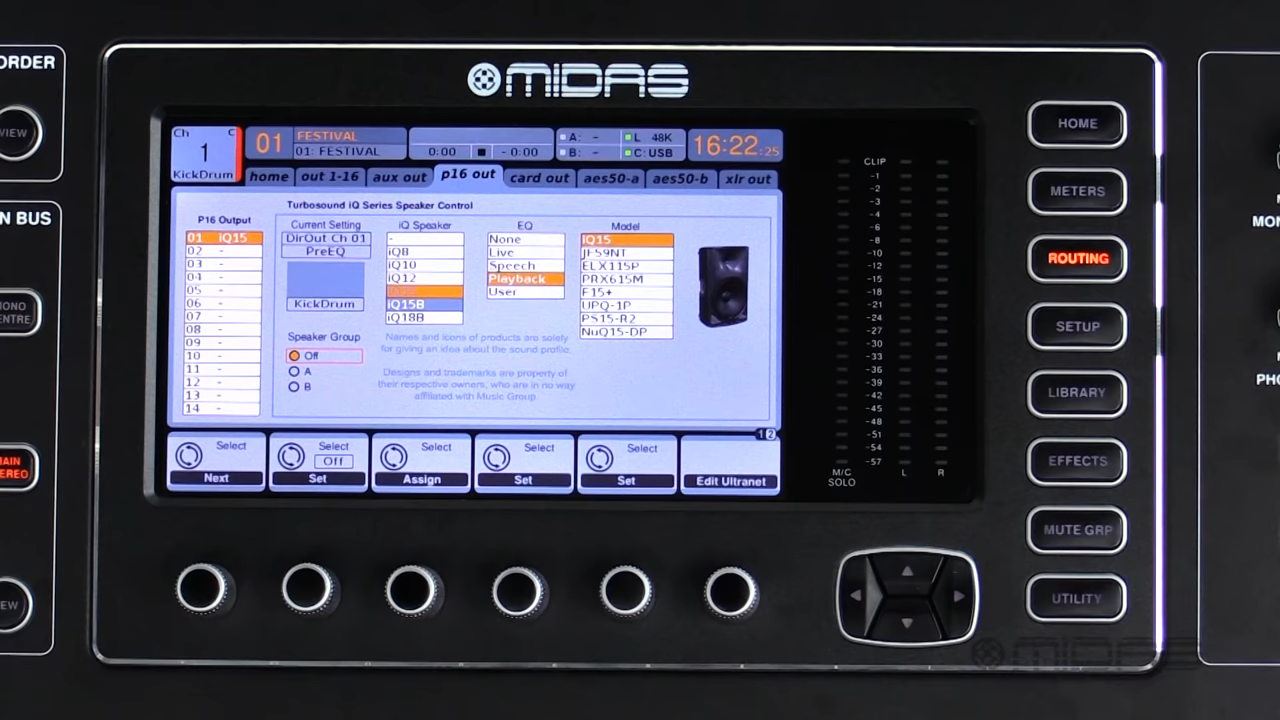 ORDER
VIEW
N BUS
MONO
CENTRE
MAIN
STEREO
MIDAS
Ch C
1
KickDrum
01 FESTIVAL
01: FESTIVAL
0:00 - 0:00
A: - L 48K
B: - C: USB
16:22:25
home out 1-16 aux out p16 out card out aes50-a aes50-b xlr out
Turbosound iQ Series Speaker Control
P16 Output
01 iQ15
02 -
03 -
04 -
05 -
06 -
07 -
08 -
09 -
10 -
11 -
12 -
13 -
14 -
Current Setting
DirOut Ch 01
PreEQ
KickDrum
Speaker Group
Off
A
B
iQ Speaker
-
iQ8
iQ10
iQ12
iQ15B
iQ18B
EQ
None
Live
Speech
Playback
User
Model
iQ15
JF59NT
ELX115P
PRX615M
F15+
UPQ-1P
PS15-R2
NuQ15-DP
Names and icons of products are solely
for giving an idea about the sound profile.
Designs and trademarks are property of
their respective owners, who are in no way
affiliated with Music Group.
1 2
Select
Next
Select
Off
Set
Select
Assign
Select
Set
Select
Set
Edit Ultranet
CLIP
-1
-2
-3
-4
-6
-8
-10
-12
-15
-18
-21
-24
-27
-30
-33
-36
-39
-42
-45
-48
-51
-54
-57
M/C
SOLO
L R
HOME
METERS
ROUTING
SETUP
LIBRARY
EFFECTS
MUTE GRP
UTILITY
MONI
PHO
MIDAS